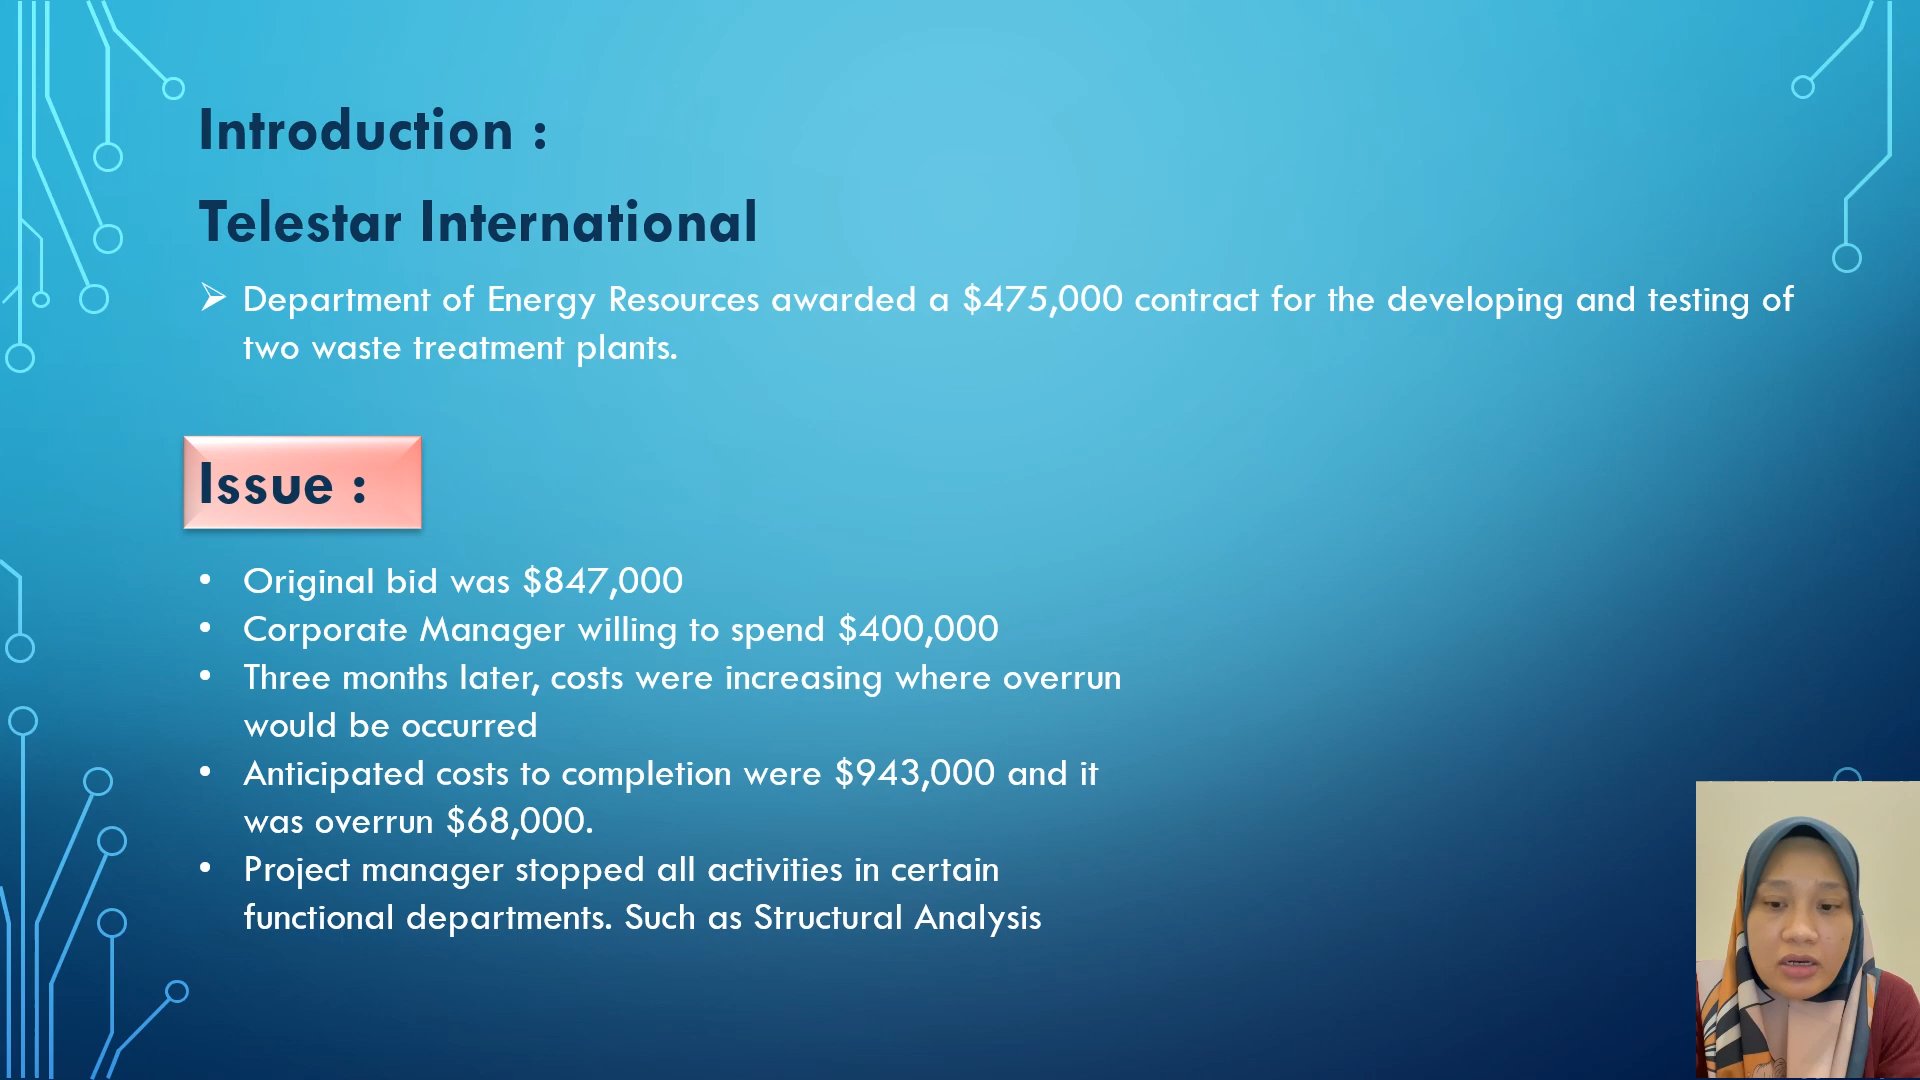 Introduction :
Telestar International
Department of Energy Resources awarded a $475,000 contract for the developing and testing of
two waste treatment plants.
Issue :
• Original bid was $847,000
• Corporate Manager willing to spend $400,000
• Three months later, costs were increasing where overrun
would be occurred
• Anticipated costs to completion were $943,000 and it
was overrun $68,000.
• Project manager stopped all activities in certain
functional departments. Such as Structural Analysis